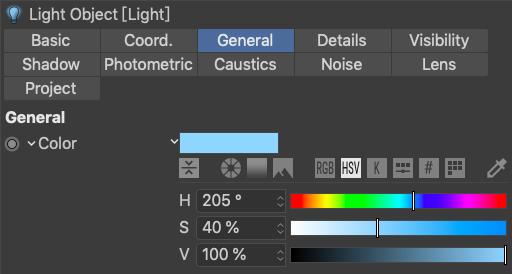 Light Object [Light]
Basic Coord. General Details Visibility
Shadow Photometric Caustics Noise Lens
Project
General
Color
RGB HSV K #
H 205 °
S 40 %
V 100 %